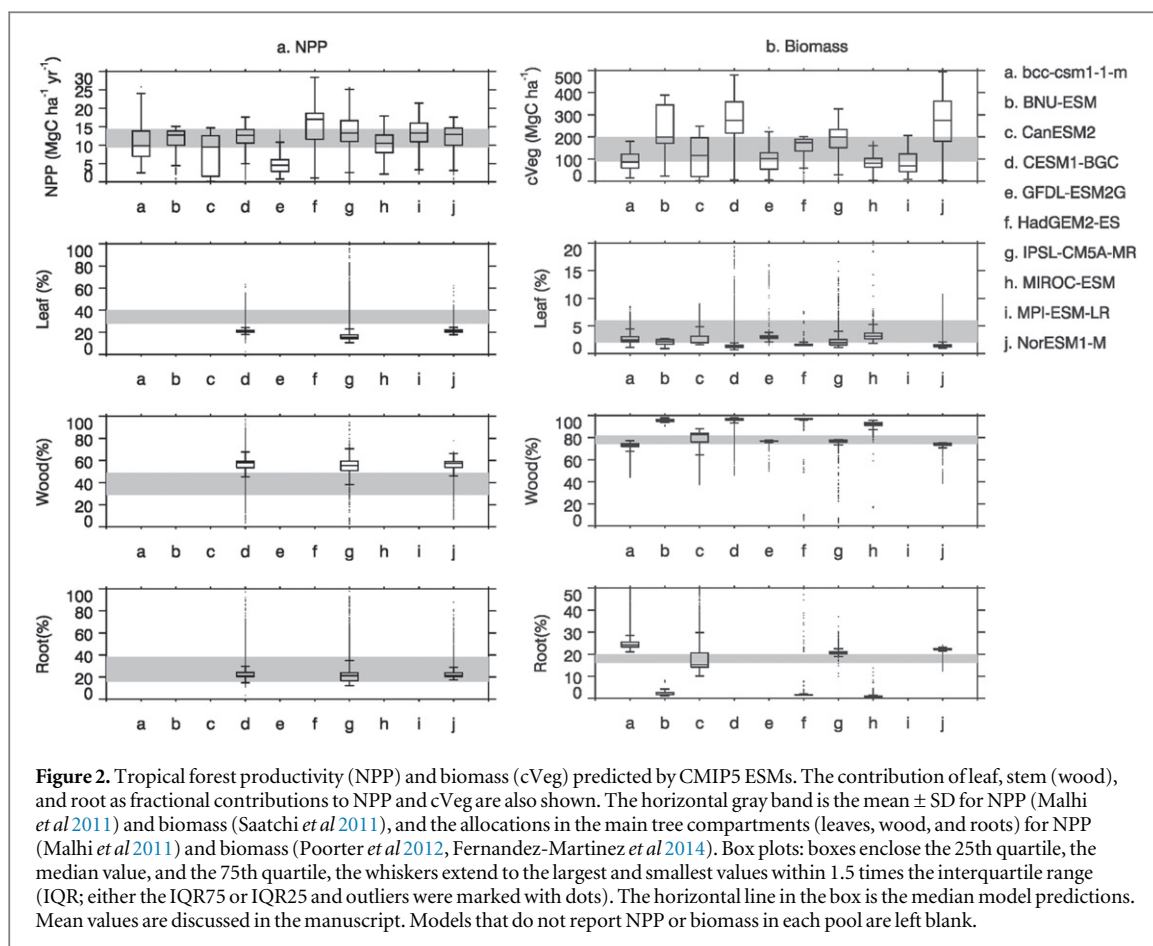 a. NPP
NPP (MgC ha⁻¹ yr⁻¹)
30
25
20
15
10
5
0
a b c d e f g h i j
Leaf (%)
100
80
60
40
20
0
a b c d e f g h i j
Wood(%)
100
80
60
40
20
0
a b c d e f g h i j
Root(%)
100
80
60
40
20
0
a b c d e f g h i j
b. Biomass
cVeg (MgC ha⁻¹)
500
400
300
200
100
0
a b c d e f g h i j
Leaf (%)
20
15
10
5
0
a b c d e f g h i j
Wood(%)
100
80
60
40
20
0
a b c d e f g h i j
Root(%)
50
40
30
20
10
0
a b c d e f g h i j
a. bcc-csm1-1-m
b. BNU-ESM
c. CanESM2
d. CESM1-BGC
e. GFDL-ESM2G
f. HadGEM2-ES
g. IPSL-CM5A-MR
h. MIROC-ESM
i. MPI-ESM-LR
j. NorESM1-M
Figure 2. Tropical forest productivity (NPP) and biomass (cVeg) predicted by CMIP5 ESMs. The contribution of leaf, stem (wood),
and root as fractional contributions to NPP and cVeg are also shown. The horizontal gray band is the mean ± SD for NPP (Malhi
et al 2011) and biomass (Saatchi et al 2011), and the allocations in the main tree compartments (leaves, wood, and roots) for NPP
(Malhi et al 2011) and biomass (Poorter et al 2012, Fernandez-Martinez et al 2014). Box plots: boxes enclose the 25th quartile, the
median value, and the 75th quartile, the whiskers extend to the largest and smallest values within 1.5 times the interquartile range
(IQR; either the IQR75 or IQR25 and outliers were marked with dots). The horizontal line in the box is the median model predictions.
Mean values are discussed in the manuscript. Models that do not report NPP or biomass in each pool are left blank.